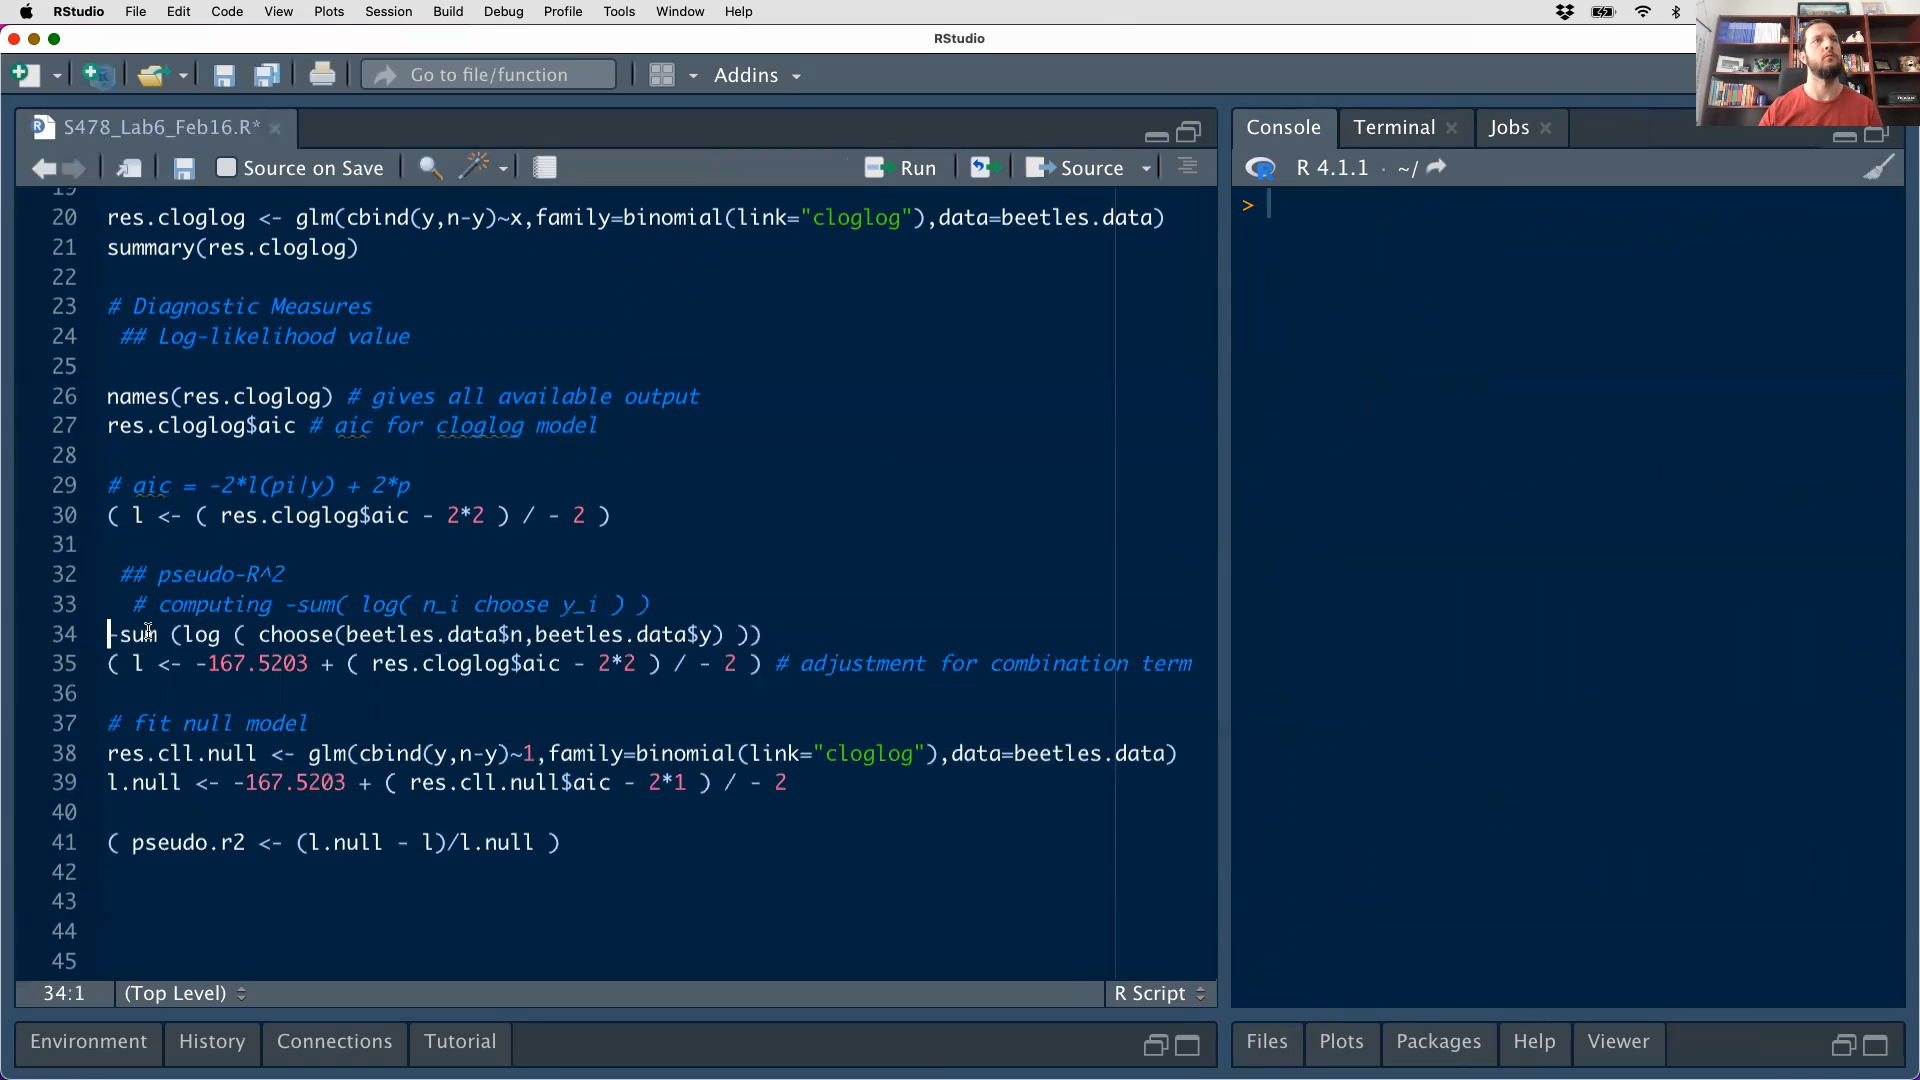 RStudio File Edit Code View Plots Session Build Debug Profile Tools Window Help
RStudio
Go to file/function Addins
S478_Lab6_Feb16.R*
Source on Save Run Source
19
20 res.cloglog <- glm(cbind(y,n-y)~x,family=binomial(link="cloglog"),data=beetles.data)
21 summary(res.cloglog)
22
23 # Diagnostic Measures
24 ## Log-likelihood value
25
26 names(res.cloglog) # gives all available output
27 res.cloglog$aic # aic for cloglog model
28
29 # aic = -2*l(pi|y) + 2*p
30 ( l <- ( res.cloglog$aic - 2*2 ) / - 2 )
31
32 ## pseudo-R^2
33 # computing -sum( log( n_i choose y_i ) )
34 -sum (log ( choose(beetles.data$n,beetles.data$y) ))
35 ( l <- -167.5203 + ( res.cloglog$aic - 2*2 ) / - 2 ) # adjustment for combination term
36
37 # fit null model
38 res.cll.null <- glm(cbind(y,n-y)~1,family=binomial(link="cloglog"),data=beetles.data)
39 l.null <- -167.5203 + ( res.cll.null$aic - 2*1 ) / - 2
40
41 ( pseudo.r2 <- (l.null - l)/l.null )
42
43
44
45
34:1 (Top Level) R Script
Environment History Connections Tutorial
Console Terminal Jobs
R 4.1.1 · ~/
>
Files Plots Packages Help Viewer